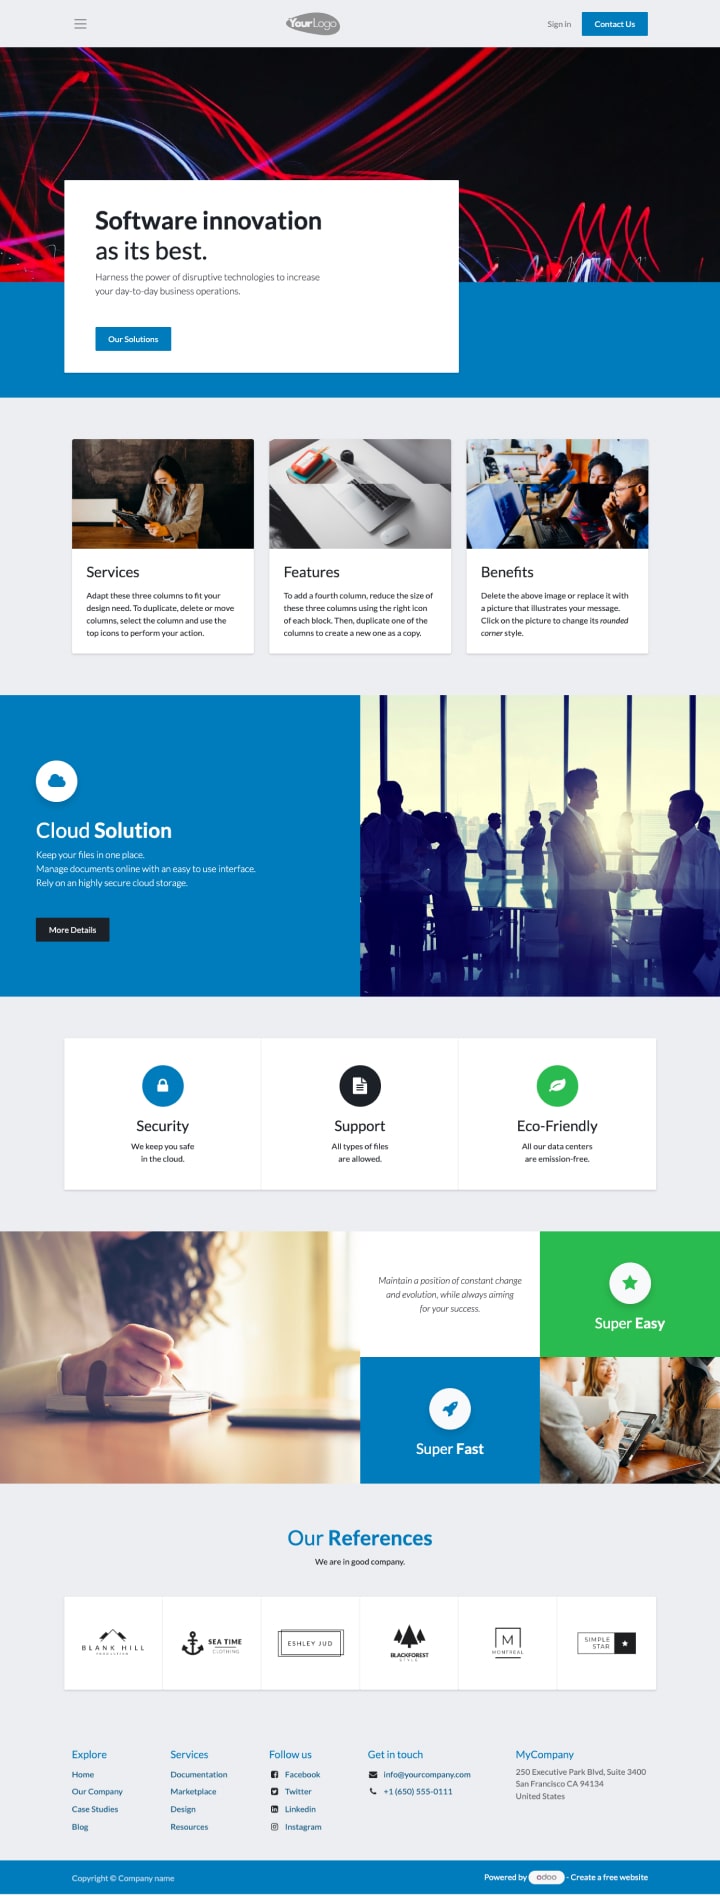 YourLogo
Sign in
Contact Us
Software innovation
as its best.
Harness the power of disruptive technologies to increase
your day-to-day business operations.
Our Solutions
Services
Adapt these three columns to fit your
design need. To duplicate, delete or move
columns, select the column and use the
top icons to perform your action.
Features
To add a fourth column, reduce the size of
these three columns using the right icon
of each block. Then, duplicate one of the
columns to create a new one as a copy.
Benefits
Delete the above image or replace it with
a picture that illustrates your message.
Click on the picture to change its rounded
corner style.
Cloud Solution
Keep your files in one place.
Manage documents online with an easy to use interface.
Rely on an highly secure cloud storage.
More Details
Security
We keep you safe
in the cloud.
Support
All types of files
are allowed.
Eco-Friendly
All our data centers
are emission-free.
Maintain a position of constant change
and evolution, while always aiming
for your success.
Super Easy
Super Fast
Our References
We are in good company.
BLANK HILL
PRODUCTION
SEA TIME
CLOTHING
ESHLEY JUD
BLACKFOREST
STYLE
M
MONTREAL
SIMPLE
STAR
Explore
Home
Our Company
Case Studies
Blog
Services
Documentation
Marketplace
Design
Resources
Follow us
Facebook
Twitter
Linkedin
Instagram
Get in touch
info@yourcompany.com
+1 (650) 555-0111
MyCompany
250 Executive Park Blvd, Suite 3400
San Francisco CA 94134
United States
Copyright © Company name
Powered by odoo - Create a free website